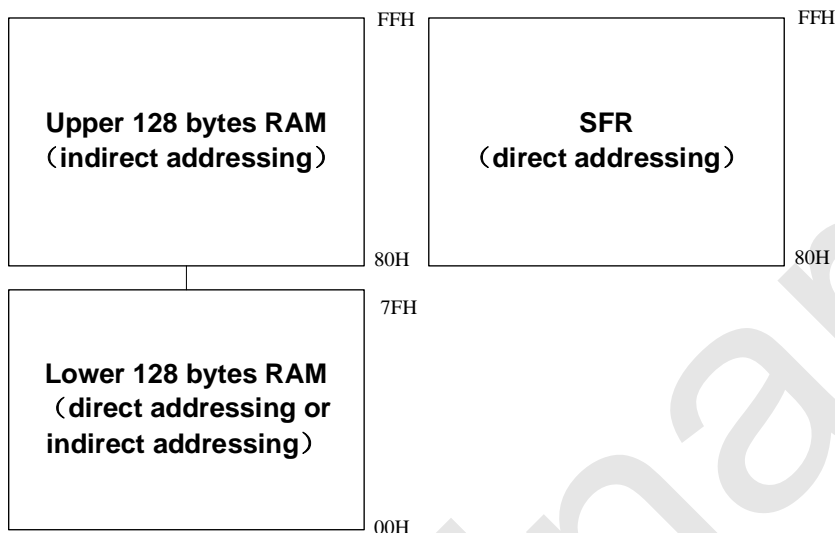 FFH
Upper 128 bytes RAM
（indirect addressing）
80H
FFH
SFR
（direct addressing）
80H
7FH
Lower 128 bytes RAM
（direct addressing or
indirect addressing）
00H